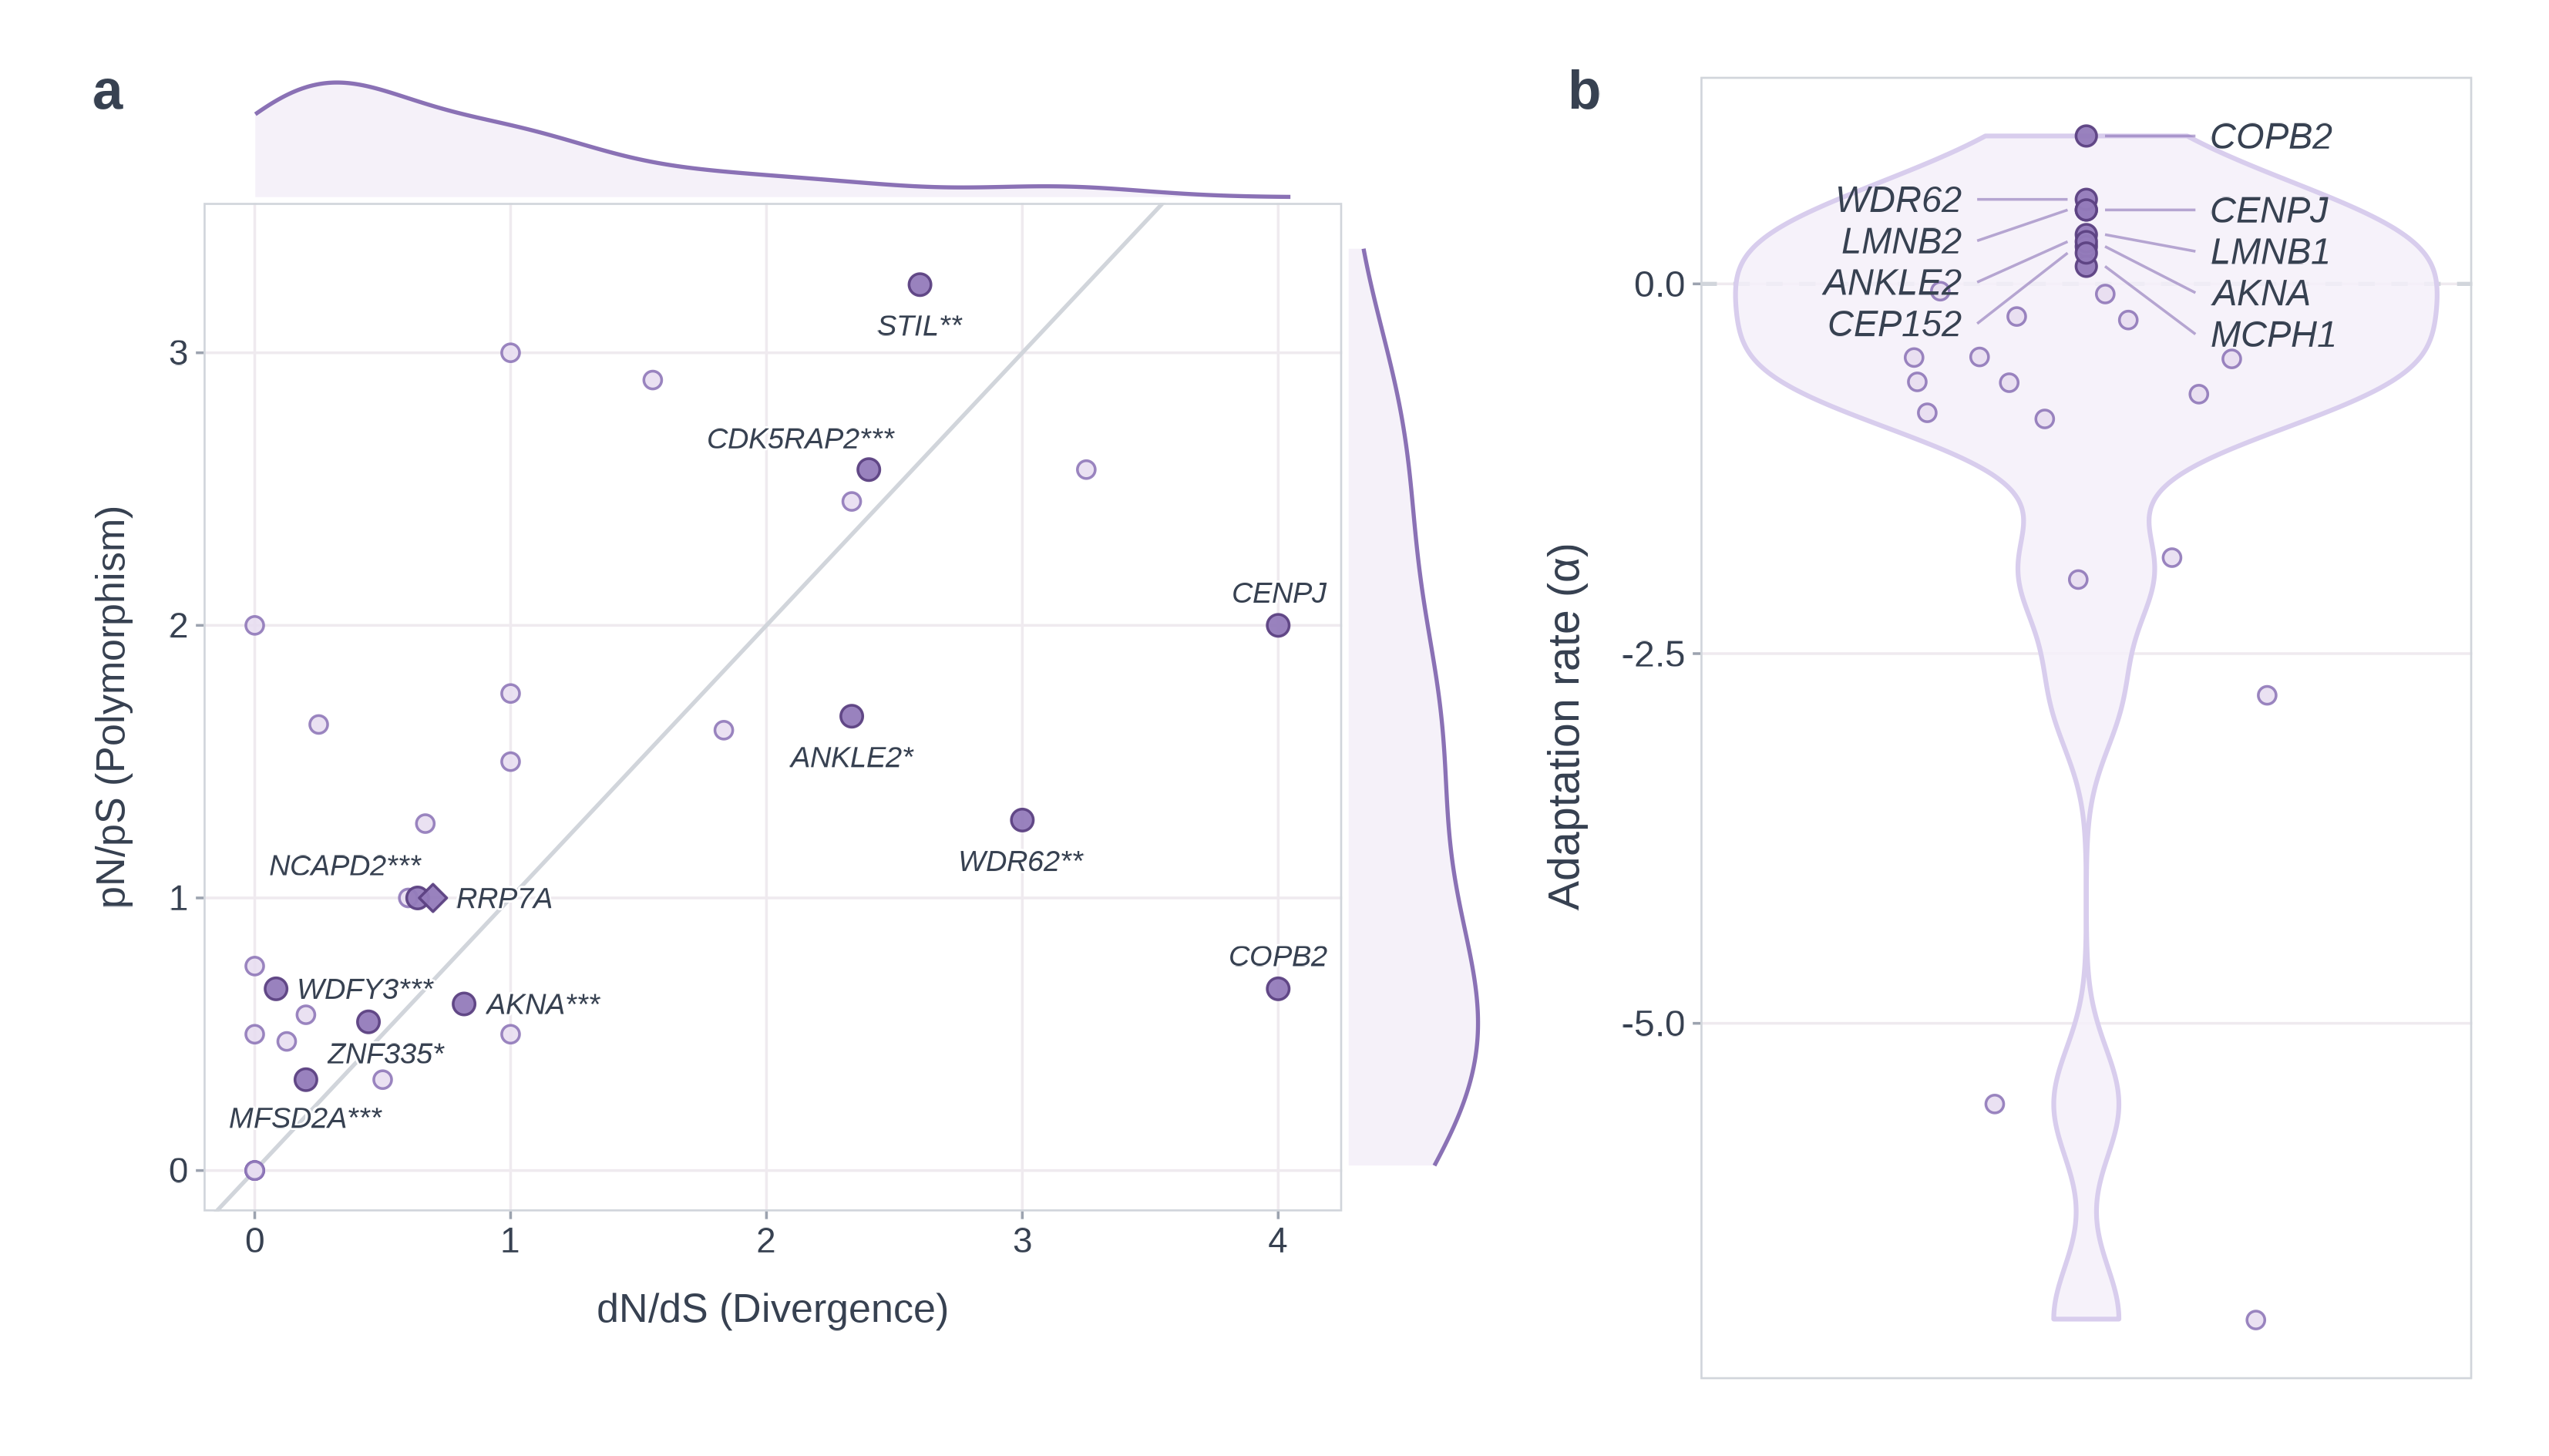 a
pN/pS (Polymorphism)
3
2
1
0
STIL**
CDK5RAP2***
CENPJ
ANKLE2*
WDR62**
NCAPD2***
RRP7A
COPB2
WDFY3***
AKNA***
ZNF335*
MFSD2A***
0
1
2
3
4
dN/dS (Divergence)
b
Adaptation rate (α)
0.0
-2.5
-5.0
COPB2
WDR62
CENPJ
LMNB2
LMNB1
ANKLE2
AKNA
CEP152
MCPH1